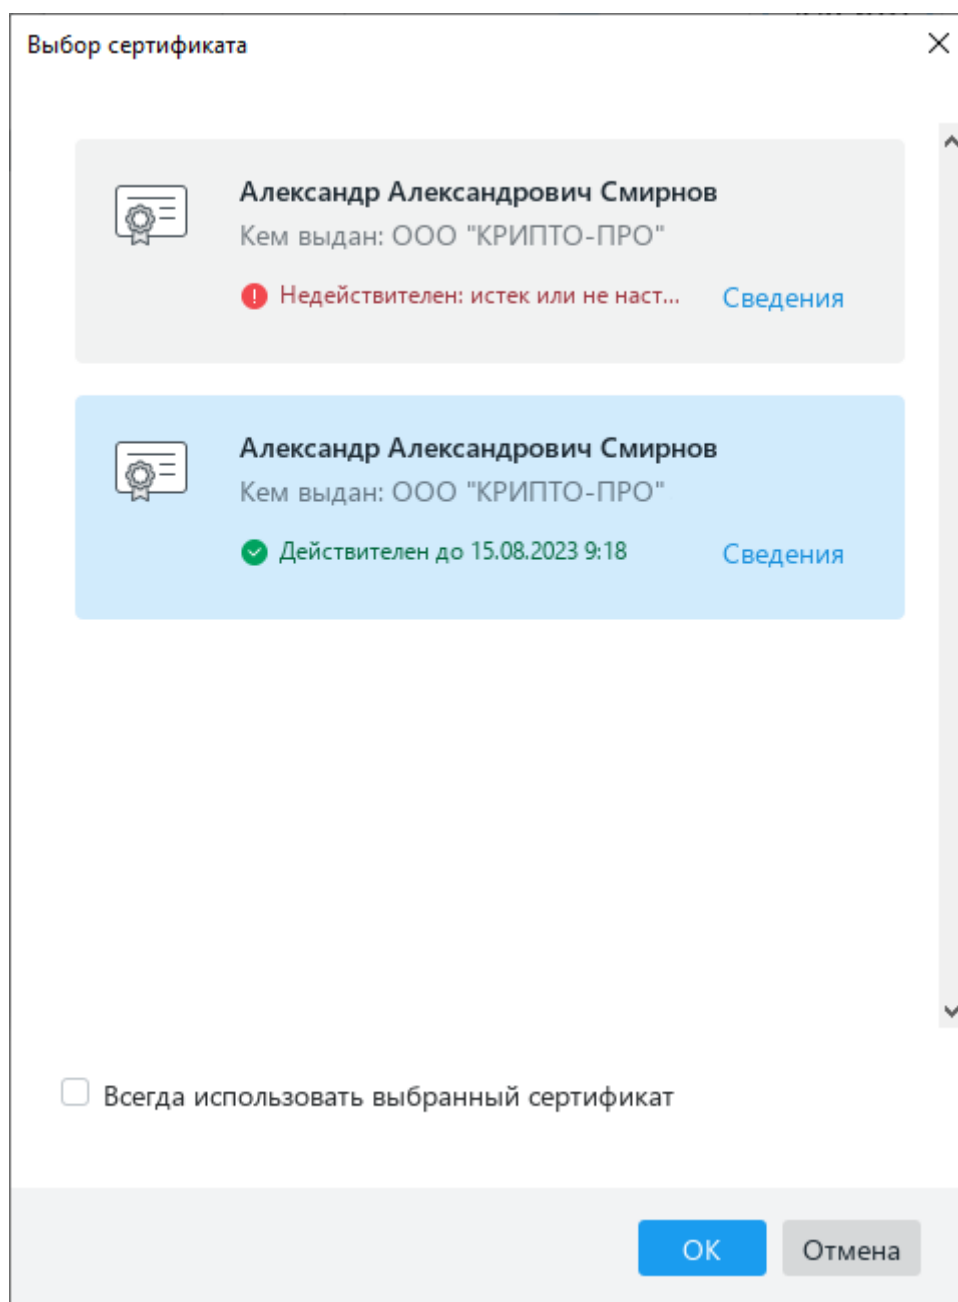 Выбор сертификата
Александр Александрович Смирнов
Кем выдан: ООО "КРИПТО-ПРО"
Недействителен: истек или не наст...
Сведения
Александр Александрович Смирнов
Кем выдан: ООО "КРИПТО-ПРО"
Действителен до 15.08.2023 9:18
Сведения
Всегда использовать выбранный сертификат
ОК
Отмена